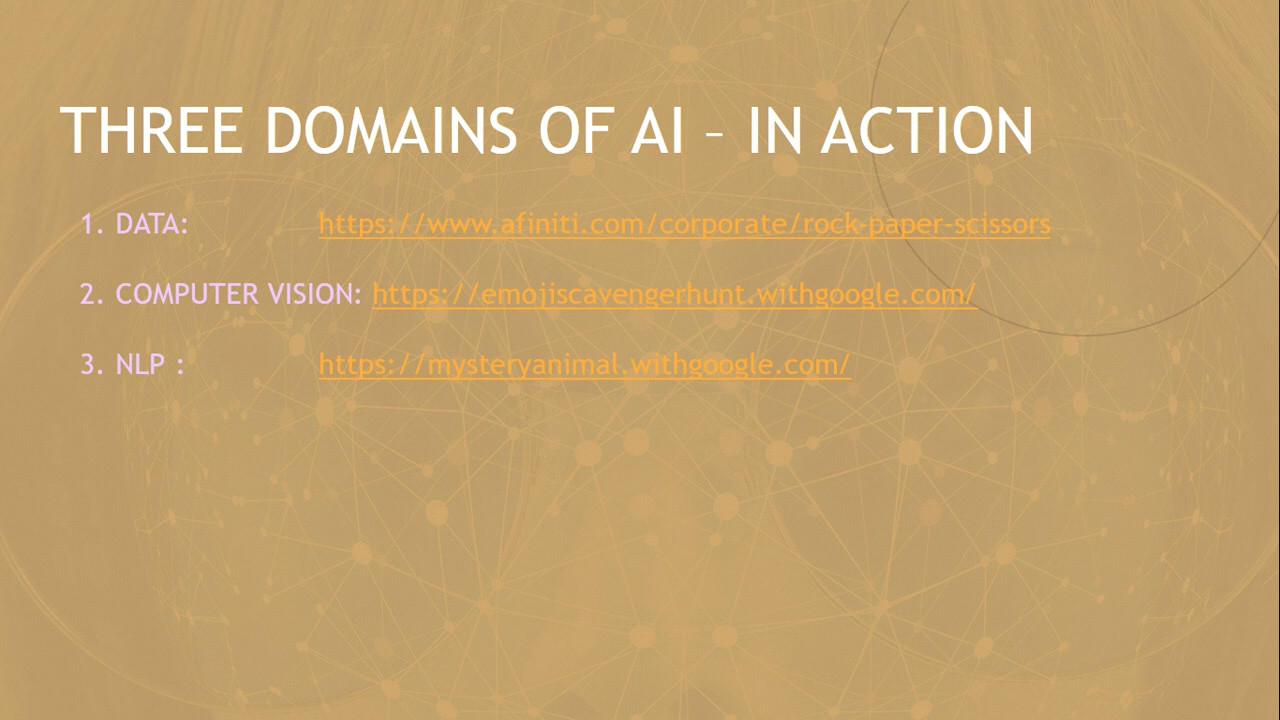 THREE DOMAINS OF AI – IN ACTION
1. DATA: https://www.afiniti.com/corporate/rock-paper-scissors
2. COMPUTER VISION: https://emojiscavengerhunt.withgoogle.com/
3. NLP : https://mysteryanimal.withgoogle.com/